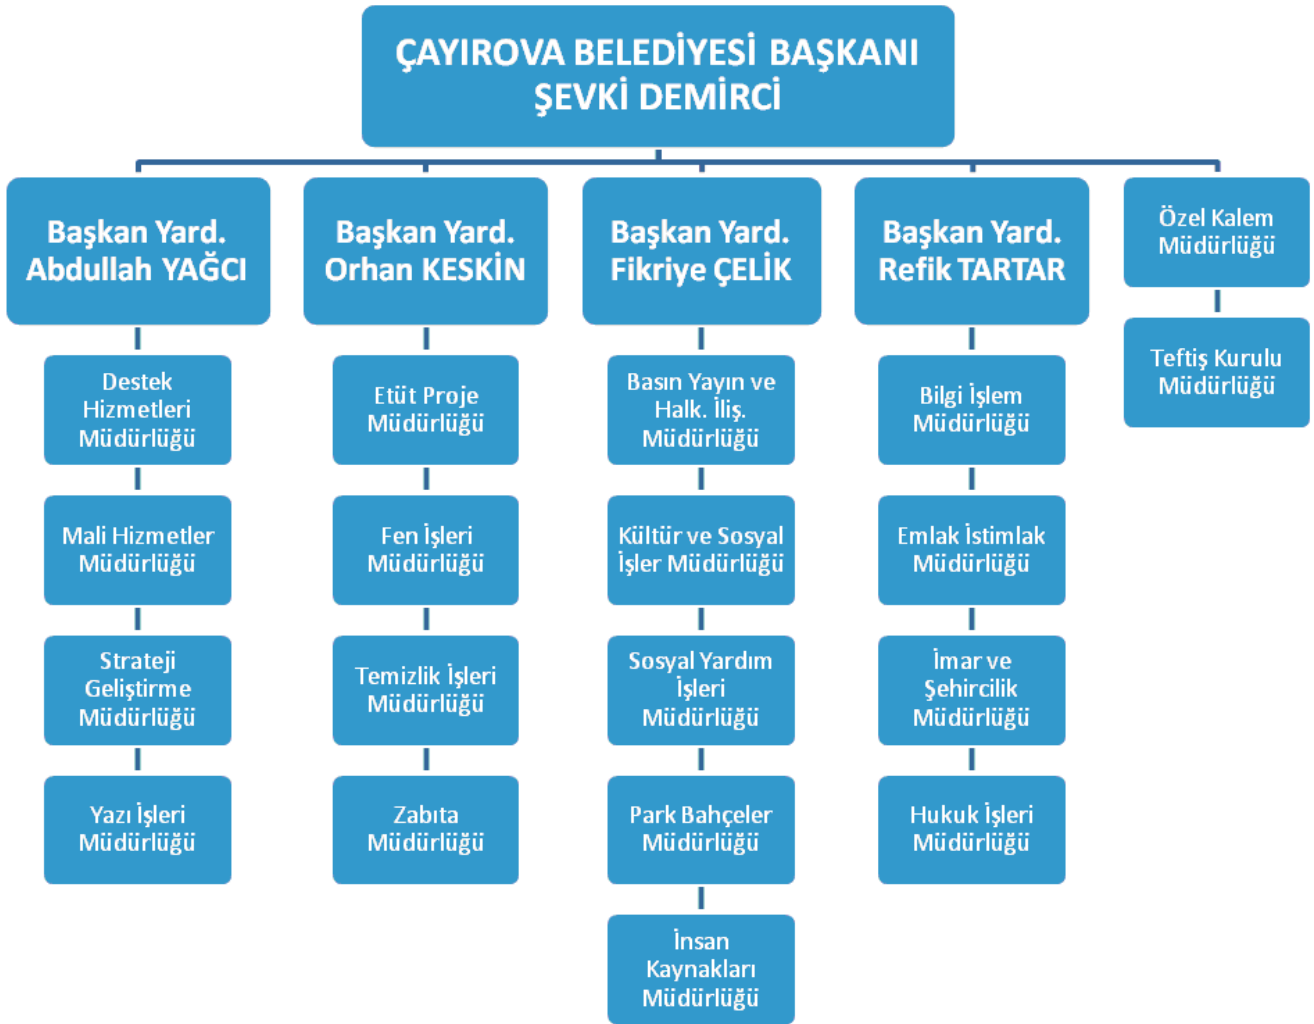 ÇAYIROVA BELEDİYESİ BAŞKANI
ŞEVKİ DEMİRCİ
Başkan Yard.
Abdullah YAĞCI
Destek
Hizmetleri
Müdürlüğü
Mali Hizmetler
Müdürlüğü
Strateji
Geliştirme
Müdürlüğü
Yazı İşleri
Müdürlüğü
Başkan Yard.
Orhan KESKİN
Etüt Proje
Müdürlüğü
Fen İşleri
Müdürlüğü
Temizlik İşleri
Müdürlüğü
Zabıta
Müdürlüğü
Başkan Yard.
Fikriye ÇELİK
Basın Yayın ve
Halk. İliş.
Müdürlüğü
Kültür ve Sosyal
İşler Müdürlüğü
Sosyal Yardım
İşleri
Müdürlüğü
Park Bahçeler
Müdürlüğü
İnsan
Kaynakları
Müdürlüğü
Başkan Yard.
Refik TARTAR
Bilgi İşlem
Müdürlüğü
Emlak İstimlak
Müdürlüğü
İmar ve
Şehircilik
Müdürlüğü
Hukuk İşleri
Müdürlüğü
Özel Kalem
Müdürlüğü
Teftiş Kurulu
Müdürlüğü